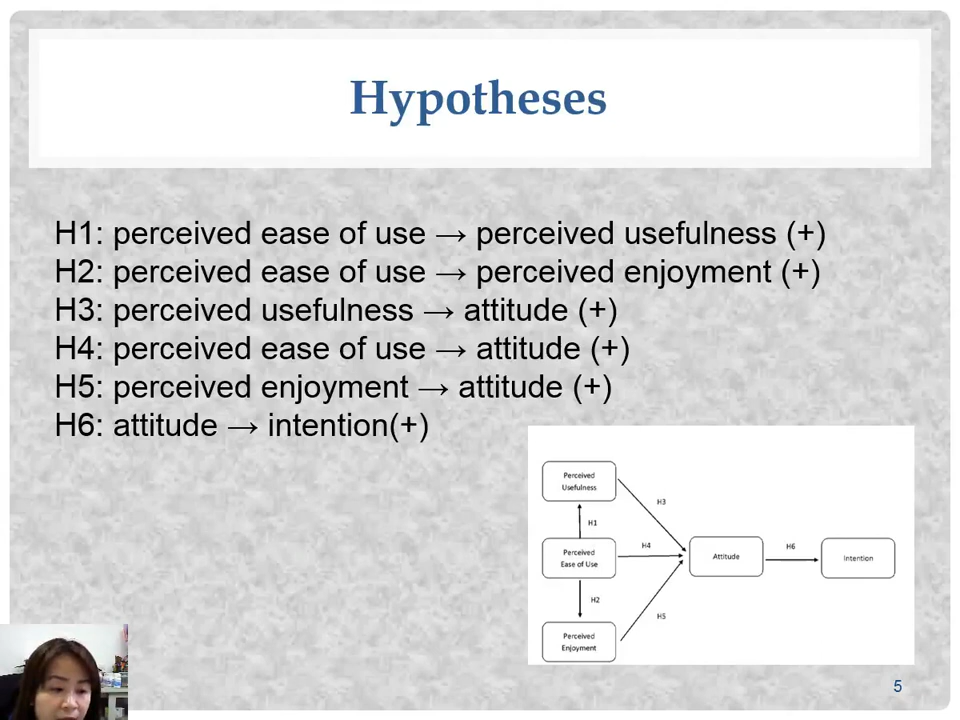 Hypotheses
H1: perceived ease of use → perceived usefulness (+)
H2: perceived ease of use → perceived enjoyment (+)
H3: perceived usefulness → attitude (+)
H4: perceived ease of use → attitude (+)
H5: perceived enjoyment → attitude (+)
H6: attitude → intention(+)
Perceived
Usefulness
H3
H1
Perceived
Ease of Use
H4
Attitude
H6
Intention
H2
H5
Perceived
Enjoyment
5